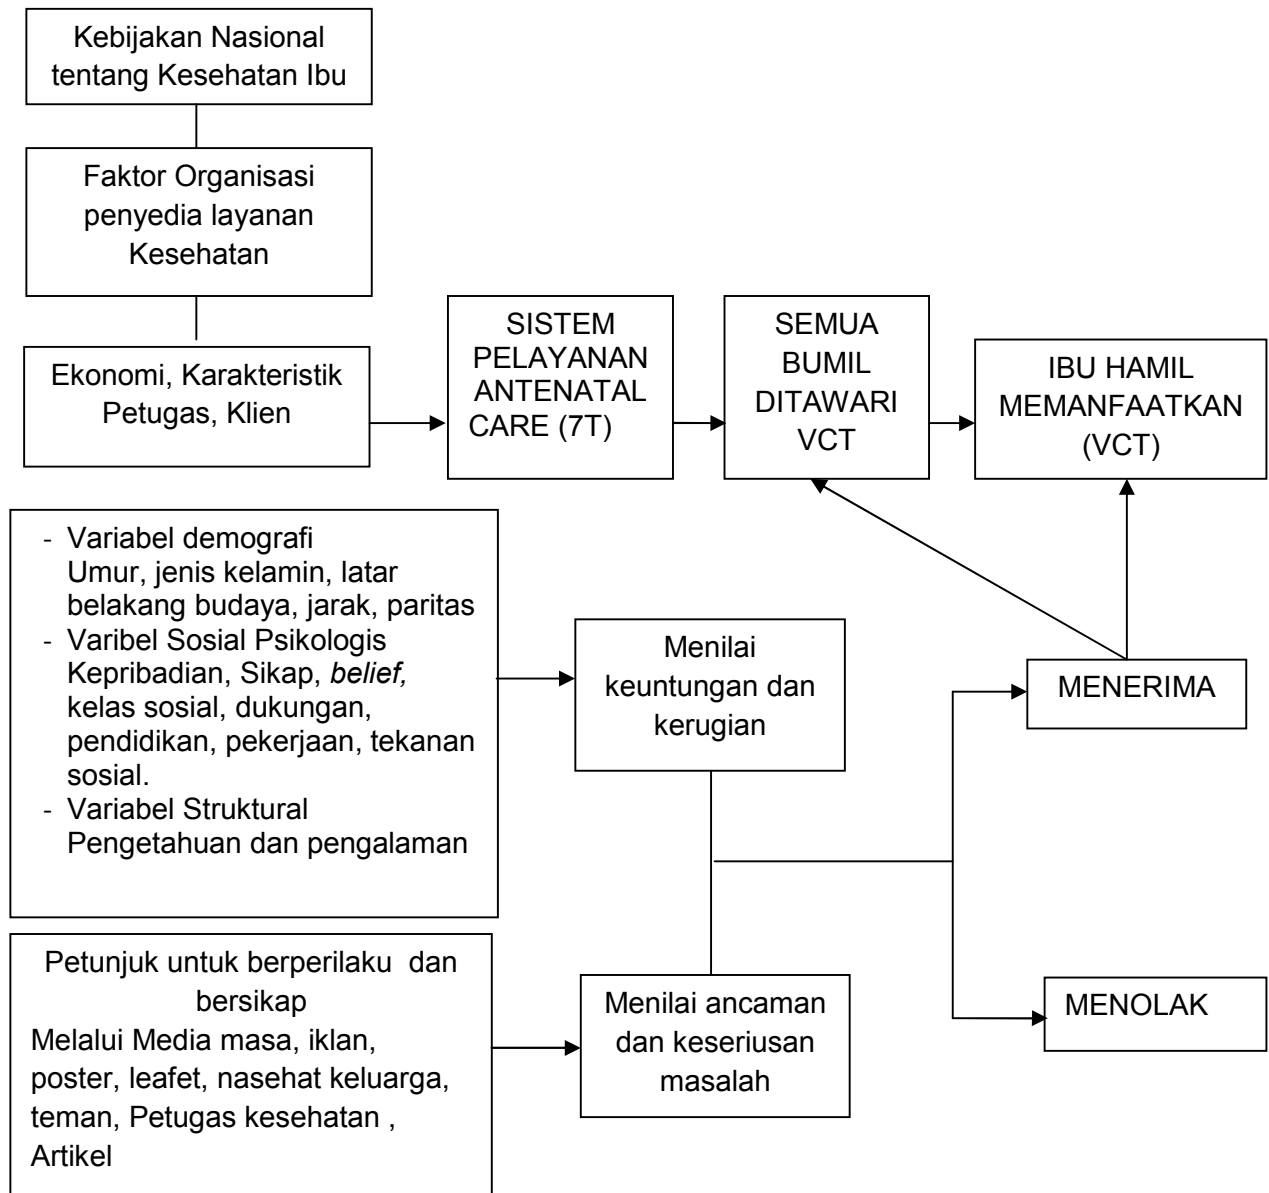 Kebijakan Nasional
tentang Kesehatan Ibu
Faktor Organisasi
penyedia layanan
Kesehatan
Ekonomi, Karakteristik
Petugas, Klien
SISTEM
PELAYANAN
ANTENATAL
CARE (7T)
SEMUA
BUMIL
DITAWARI
VCT
IBU HAMIL
MEMANFAATKAN
(VCT)
- Variabel demografi
Umur, jenis kelamin, latar
belakang budaya, jarak, paritas
- Varibel Sosial Psikologis
Kepribadian, Sikap, belief,
kelas sosial, dukungan,
pendidikan, pekerjaan, tekanan
sosial.
- Variabel Struktural
Pengetahuan dan pengalaman
Menilai
keuntungan dan
kerugian
MENERIMA
Petunjuk untuk berperilaku dan
bersikap
Melalui Media masa, iklan,
poster, leafet, nasehat keluarga,
teman, Petugas kesehatan ,
Artikel
Menilai ancaman
dan keseriusan
masalah
MENOLAK